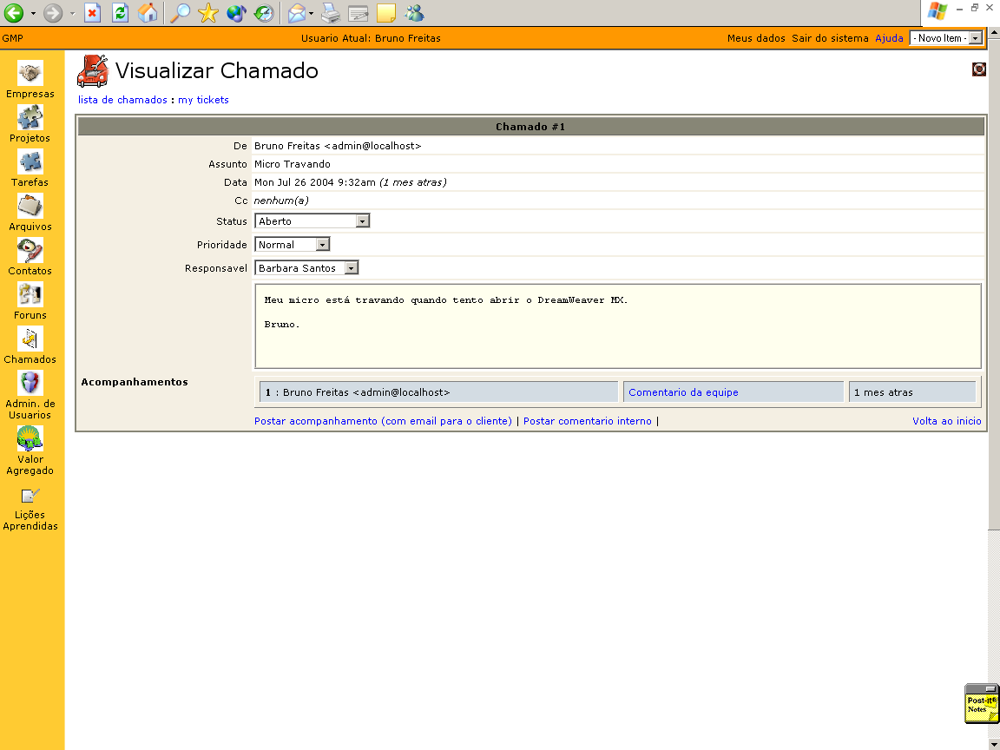 GMP
Usuario Atual: Bruno Freitas
Meus dados Sair do sistema Ajuda - Novo Item -
Empresas
Projetos
Tarefas
Arquivos
Contatos
Foruns
Chamados
Admin. de
Usuarios
Valor
Agregado
Lições
Aprendidas
Visualizar Chamado
lista de chamados : my tickets
Chamado #1
De Bruno Freitas <admin@localhost>
Assunto Micro Travando
Data Mon Jul 26 2004 9:32am (1 mes atras)
Cc nenhum(a)
Status Aberto
Prioridade Normal
Responsavel Barbara Santos
Meu micro está travando quando tento abrir o DreamWeaver MX.
Bruno.
Acompanhamentos
1 : Bruno Freitas <admin@localhost> Comentario da equipe 1 mes atras
Postar acompanhamento (com email para o cliente) | Postar comentario interno | Volta ao inicio
Post-it®
Notes